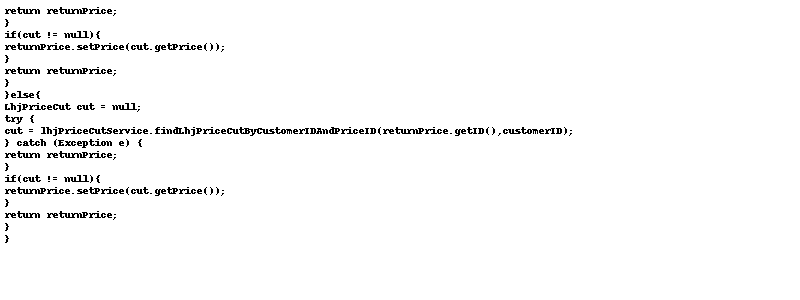 return returnPrice;
}
if(cut != null){
returnPrice.setPrice(cut.getPrice());
}
return returnPrice;
}
}else{
LhjPriceCut cut = null;
try {
cut = lhjPriceCutService.findLhjPriceCutByCustomerIDAndPriceID(returnPrice.getID(),customerID);
} catch (Exception e) {
return returnPrice;
}
if(cut != null){
returnPrice.setPrice(cut.getPrice());
}
return returnPrice;
}
}